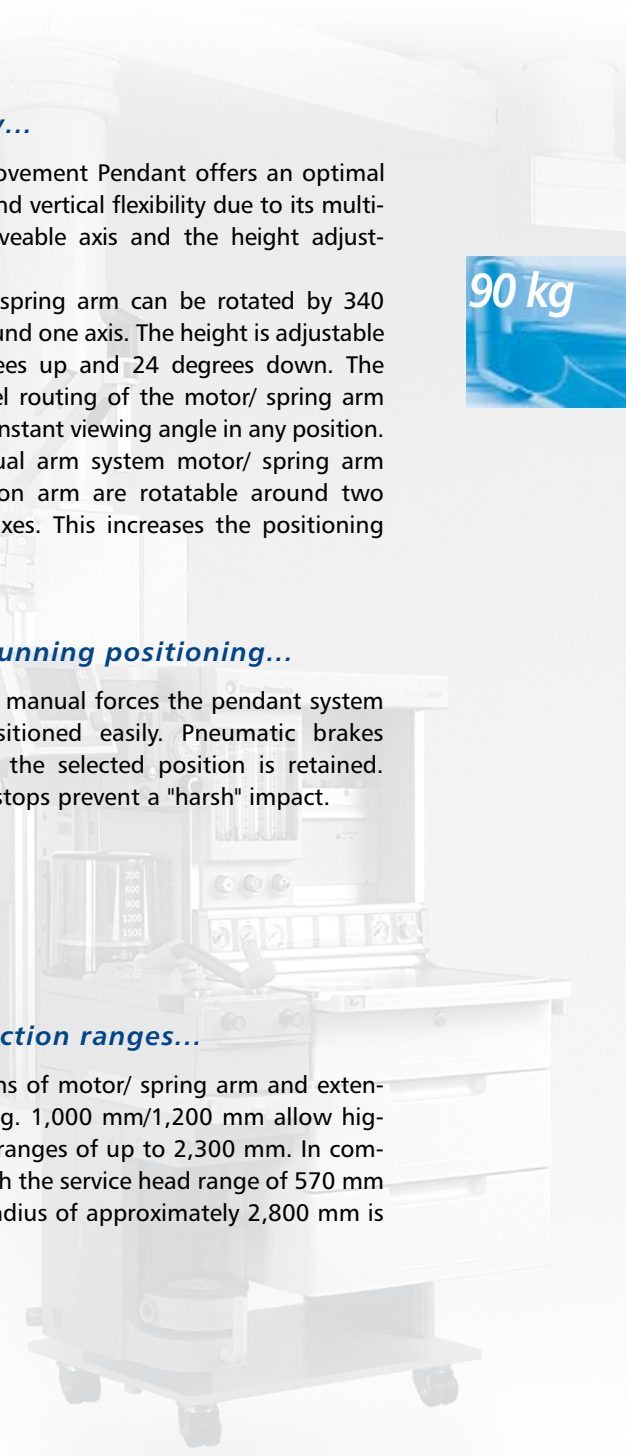 ...
ovement Pendant offers an optimal
nd vertical flexibility due to its multi-
veable axis and the height adjust-
spring arm can be rotated by 340
und one axis. The height is adjustable
ees up and 24 degrees down. The
el routing of the motor/ spring arm
nstant viewing angle in any position.
ual arm system motor/ spring arm
on arm are rotatable around two
xes. This increases the positioning
90 kg
unning positioning...
manual forces the pendant system
sitioned easily. Pneumatic brakes
the selected position is retained.
stops prevent a "harsh" impact.
300
600
900
1200
1500
ction ranges...
ns of motor/ spring arm and exten-
g. 1,000 mm/1,200 mm allow hig-
ranges of up to 2,300 mm. In com-
h the service head range of 570 mm
adius of approximately 2,800 mm is